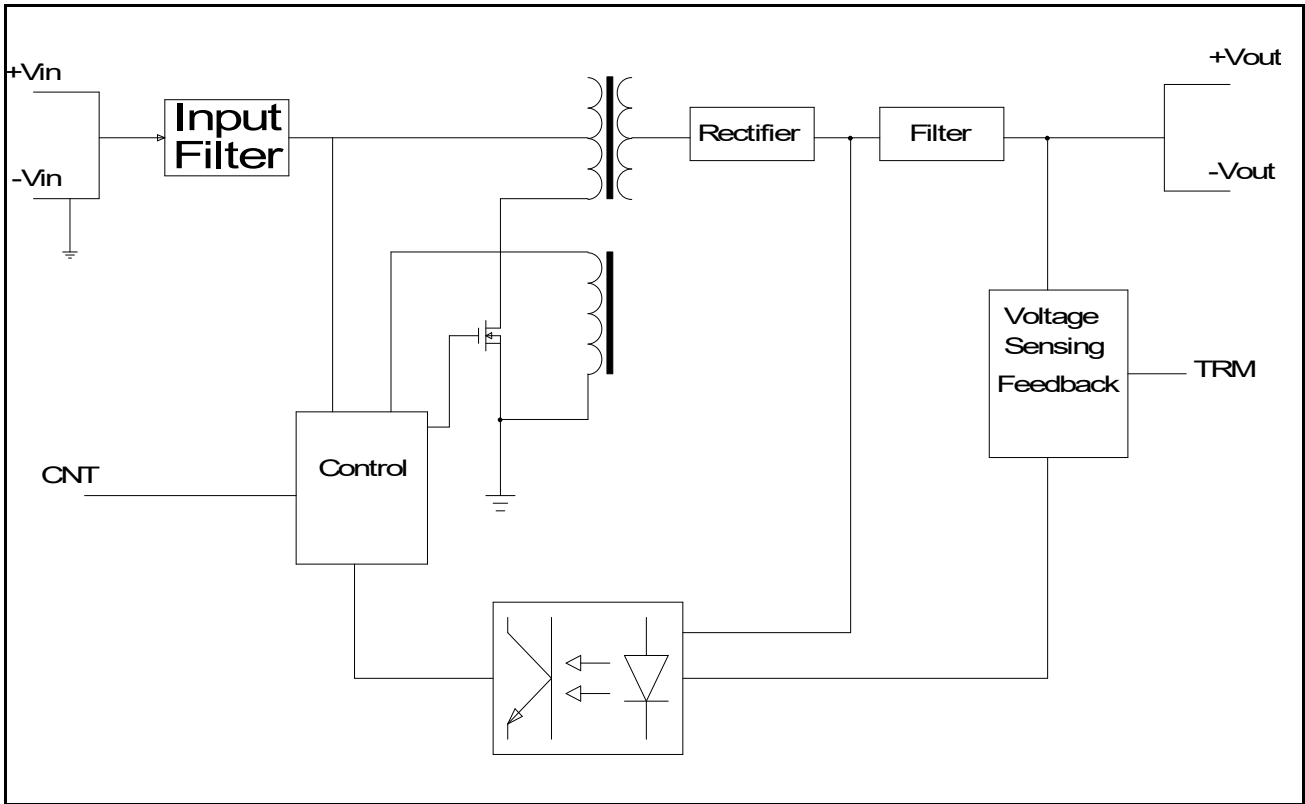 +Vin
-Vin
Input
Filter
Rectifier
Filter
+Vout
-Vout
Voltage
Sensing
Feedback
TRM
CNT
Control